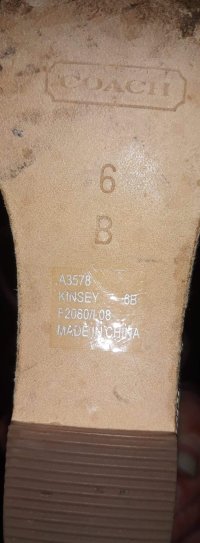 COACH
6
B
A3578
KINSEY 6B
F2060/L08
MADE IN CHINA